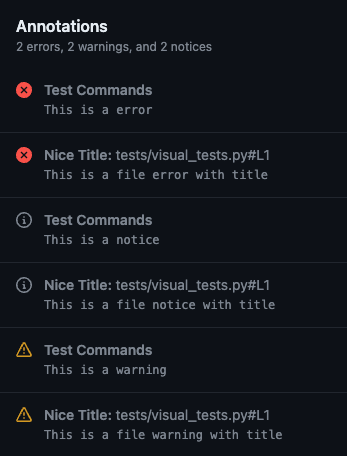 Annotations
2 errors, 2 warnings, and 2 notices
Test Commands
This is a error
Nice Title: tests/visual_tests.py#L1
This is a file error with title
Test Commands
This is a notice
Nice Title: tests/visual_tests.py#L1
This is a file notice with title
Test Commands
This is a warning
Nice Title: tests/visual_tests.py#L1
This is a file warning with title